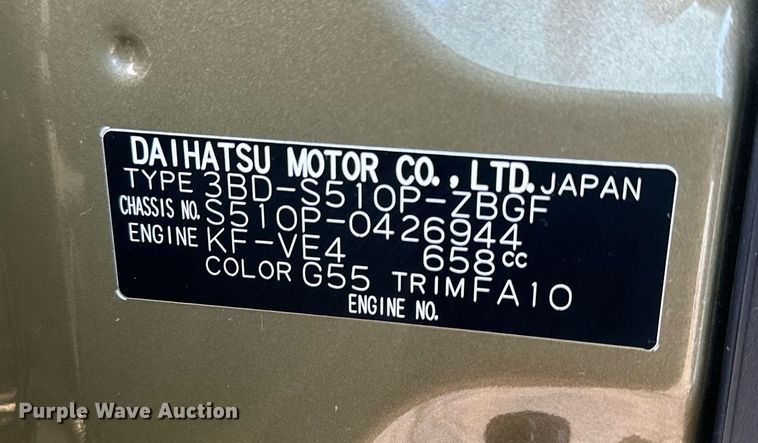 DAIHATSU MOTOR CO., LTD. JAPAN
TYPE 3BD-S510P-ZBGF
CHASSIS NO. S510P-0426944
ENGINE KF-VE4 658cc
COLOR G55 TRIM FA10
ENGINE NO.
Purple Wave Auction